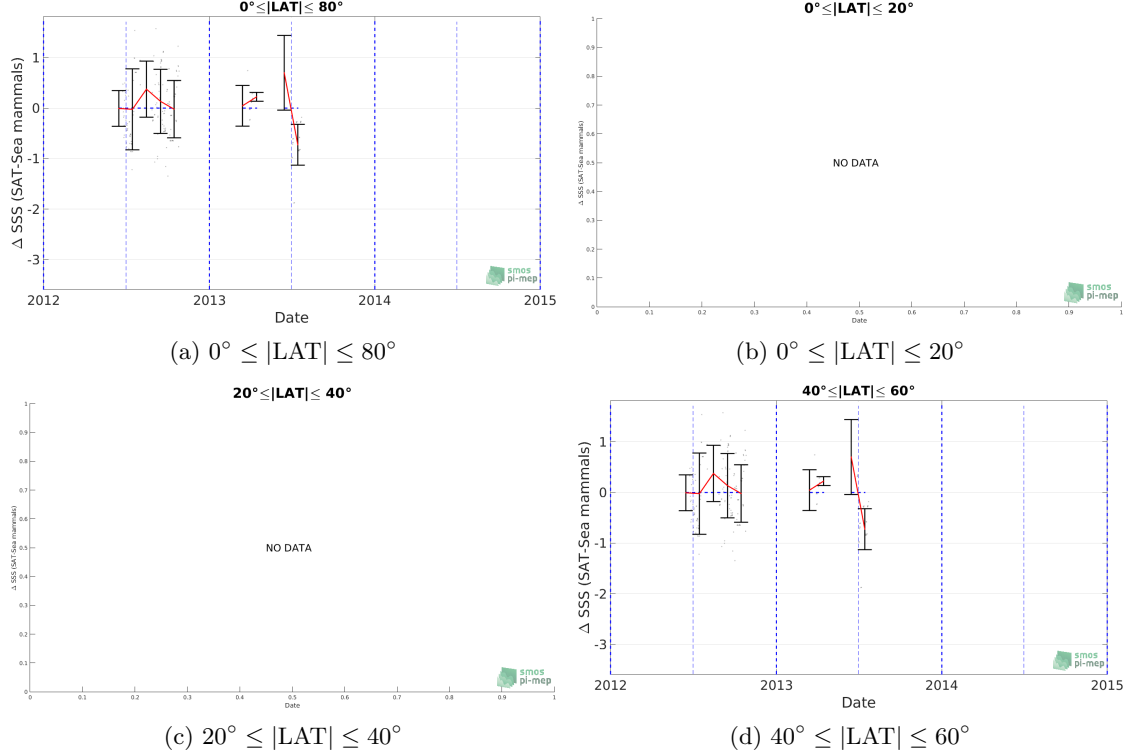 0°≤|LAT|≤ 80°
Δ SSS (SAT-Sea mammals)
1
0
-1
-2
-3
2012 2013 2014 2015
Date
smos
pi-mep
(a) 0° ≤ |LAT| ≤ 80°
0°≤|LAT|≤ 20°
Δ SSS (SAT-Sea mammals)
1
0.9
0.8
0.7
0.6
0.5
0.4
0.3
0.2
0.1
0
NO DATA
0 0.1 0.2 0.3 0.4 0.5 0.6 0.7 0.8 0.9 1
Date
smos
pi-mep
(b) 0° ≤ |LAT| ≤ 20°
20°≤|LAT|≤ 40°
Δ SSS (SAT-Sea mammals)
1
0.9
0.8
0.7
0.6
0.5
0.4
0.3
0.2
0.1
0
NO DATA
0 0.1 0.2 0.3 0.4 0.5 0.6 0.7 0.8 0.9 1
Date
smos
pi-mep
(c) 20° ≤ |LAT| ≤ 40°
40°≤|LAT|≤ 60°
Δ SSS (SAT-Sea mammals)
1
0
-1
-2
-3
2012 2013 2014 2015
Date
smos
pi-mep
(d) 40° ≤ |LAT| ≤ 60°